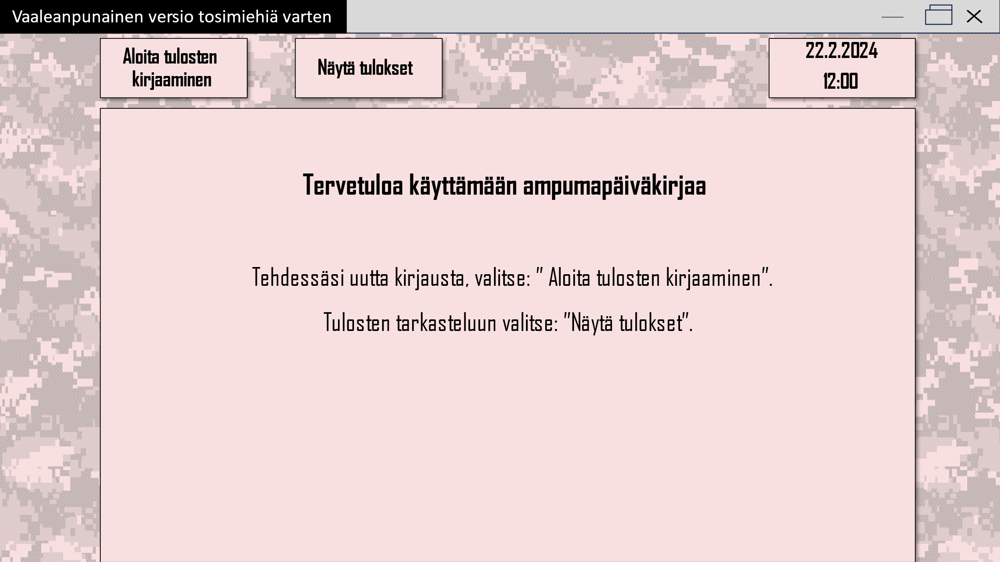 Vaaleanpunainen versio tosimiehiä varten
Aloita tulosten
kirjaaminen
Näytä tulokset
22.2.2024
12:00
Tervetuloa käyttämään ampumapäiväkirjaa
Tehdessäsi uutta kirjausta, valitse: ” Aloita tulosten kirjaaminen”.
Tulosten tarkasteluun valitse: ”Näytä tulokset”.